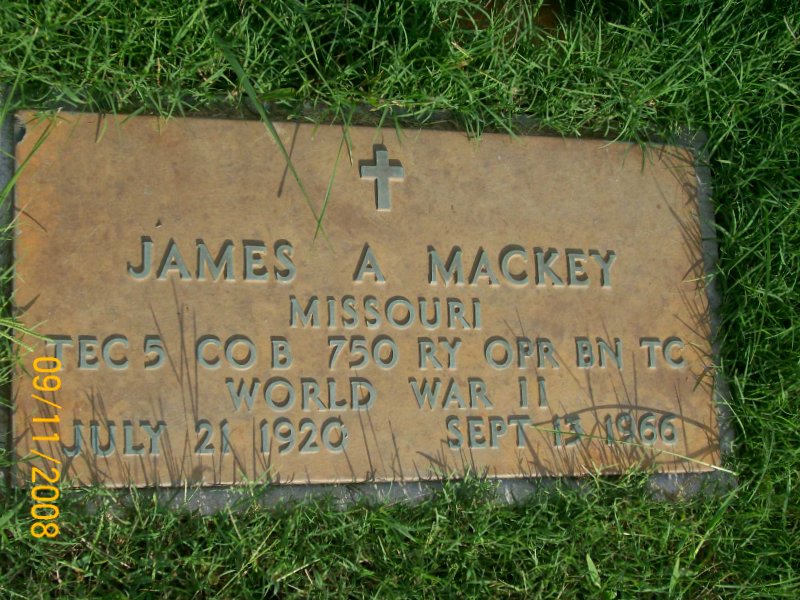 JAMES A MACKEY
MISSOURI
TEC 5 CO B 750 RY OPR BN TC
WORLD WAR II
JULY 21 1920 SEPT 13 1966
09/11/2008